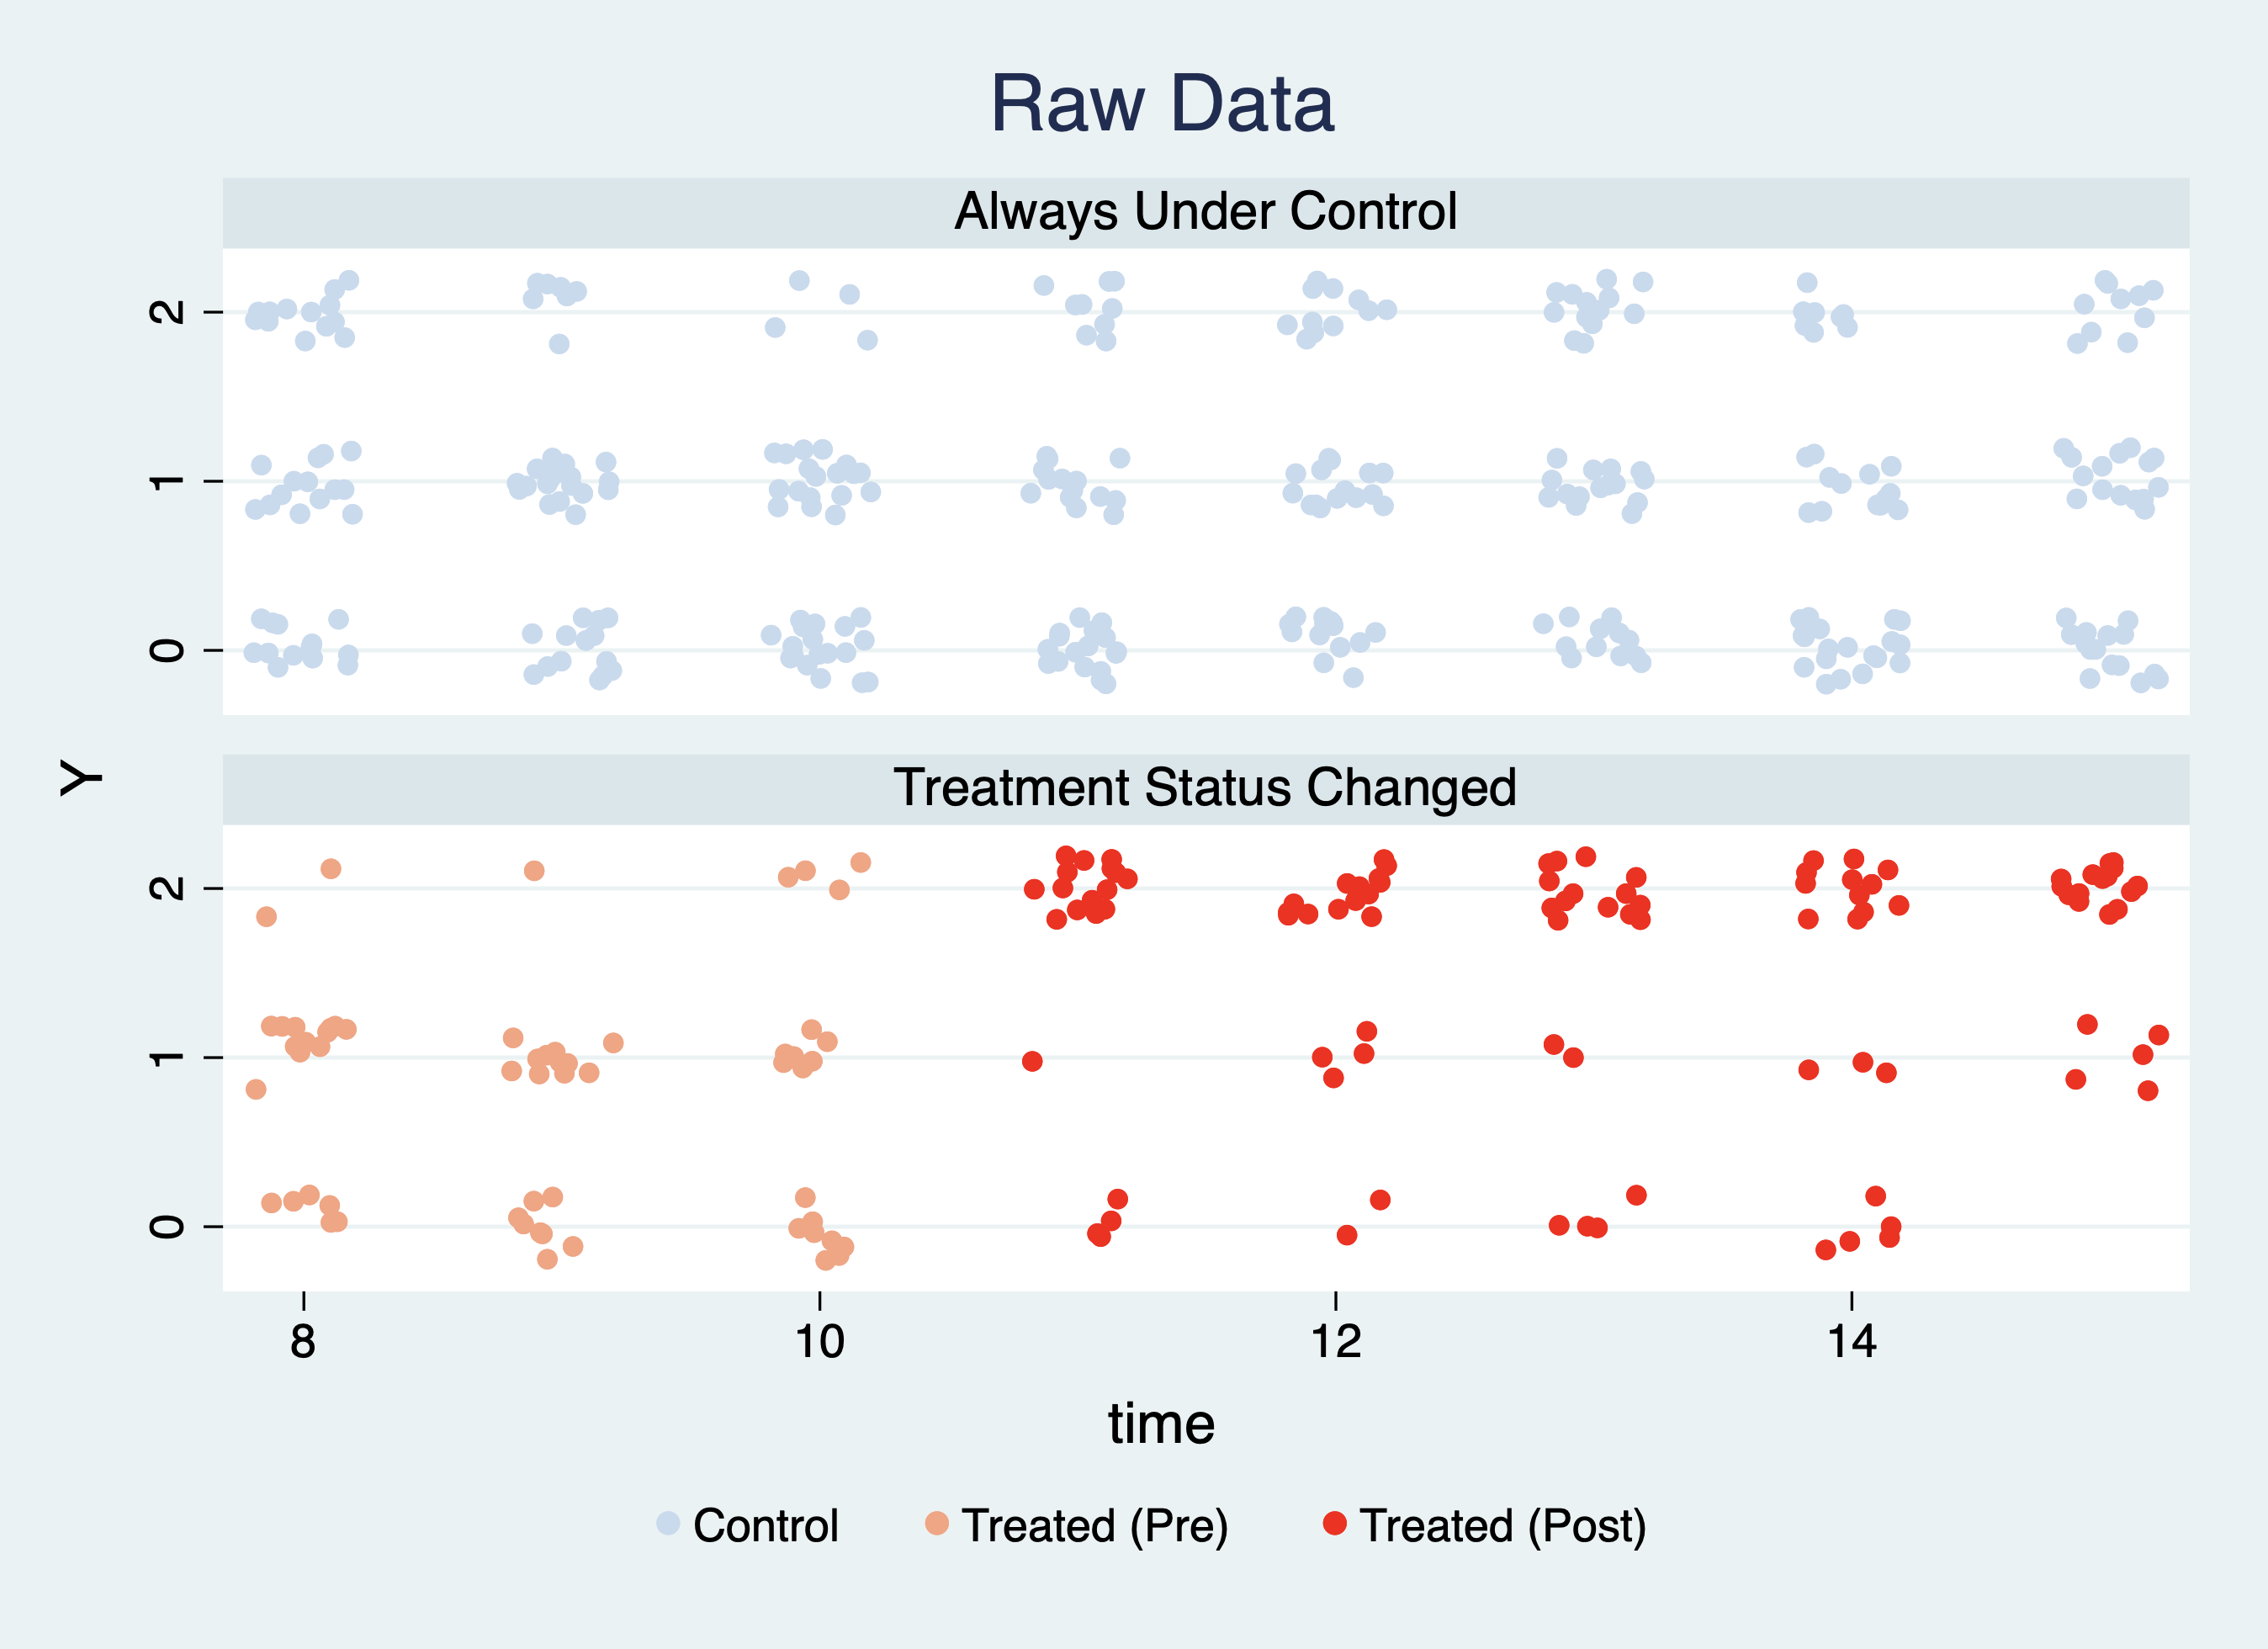 Raw Data
Always Under Control
2
1
0
Y
Treatment Status Changed
2
1
0
8 10 12 14
time
Control Treated (Pre) Treated (Post)